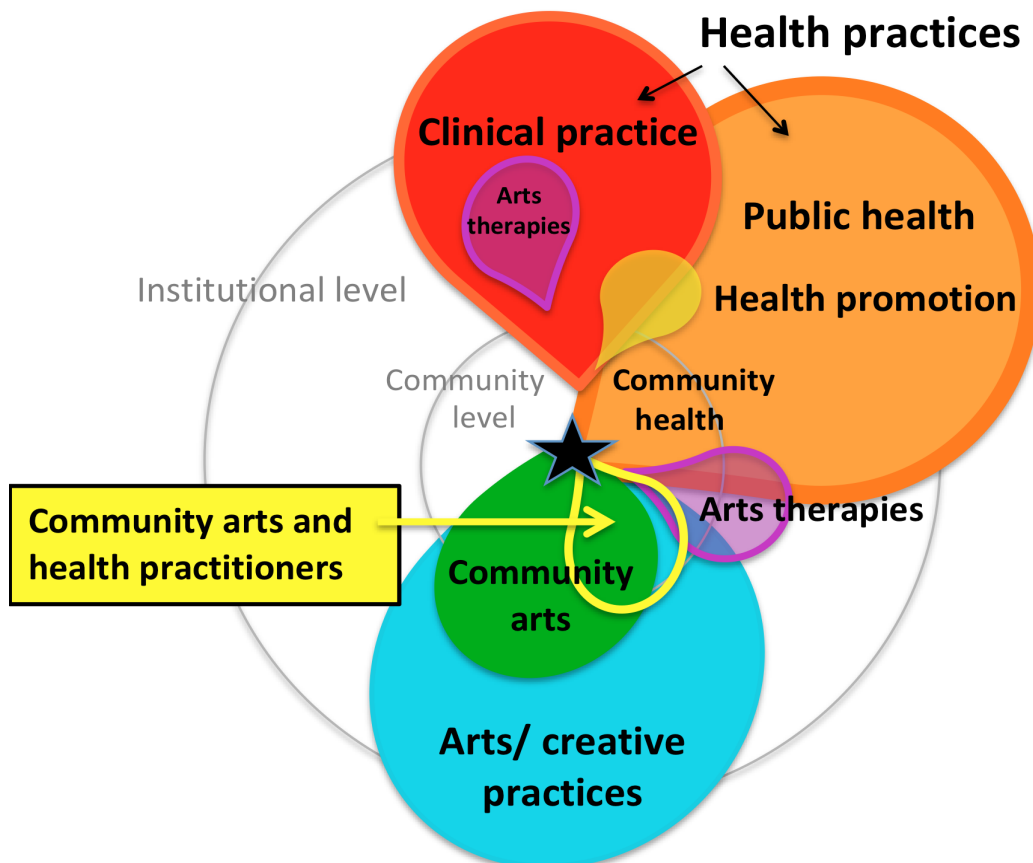 Health practices
Clinical practice
Arts
therapies
Public health
Institutional level
Health promotion
Community
level
Community
health
Arts therapies
Community arts and
health practitioners
Community
arts
Arts/ creative
practices